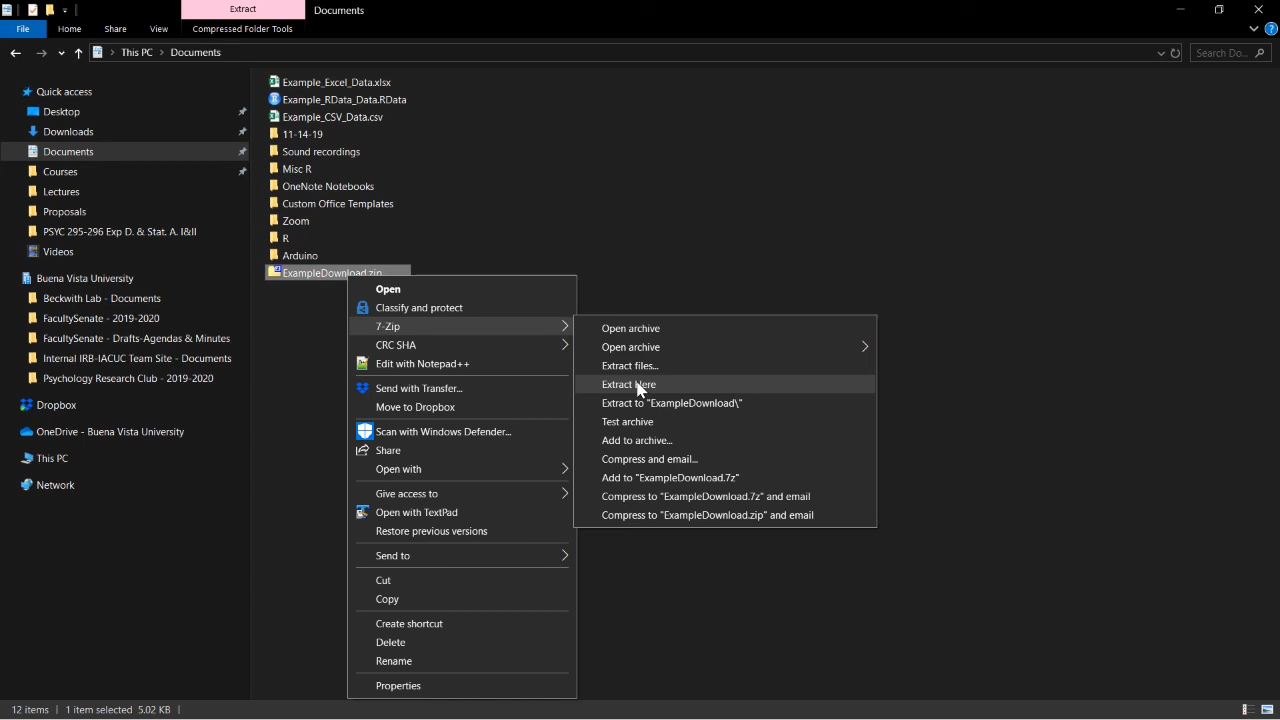 Extract
Documents
File
Home
Share
View
Compressed Folder Tools
This PC
Documents
Search Do...
Quick access
Desktop
Downloads
Documents
Courses
Lectures
Proposals
PSYC 295-296 Exp D. & Stat. A. I&II
Videos
Buena Vista University
Beckwith Lab - Documents
FacultySenate - 2019-2020
FacultySenate - Drafts-Agendas & Minutes
Internal IRB-IACUC Team Site - Documents
Psychology Research Club - 2019-2020
Dropbox
OneDrive - Buena Vista University
This PC
Network
Example_Excel_Data.xlsx
Example_RData_Data.RData
Example_CSV_Data.csv
11-14-19
Sound recordings
Misc R
OneNote Notebooks
Custom Office Templates
Zoom
R
Arduino
ExampleDownload.zip
Open
Classify and protect
7-Zip
CRC SHA
Edit with Notepad++
Send with Transfer...
Move to Dropbox
Scan with Windows Defender...
Share
Open with
Give access to
Open with TextPad
Restore previous versions
Send to
Cut
Copy
Create shortcut
Delete
Rename
Properties
Open archive
Open archive
Extract files...
Extract Here
Extract to "ExampleDownload\"
Test archive
Add to archive...
Compress and email...
Add to "ExampleDownload.7z"
Compress to "ExampleDownload.7z" and email
Compress to "ExampleDownload.zip" and email
12 items
1 item selected 5.02 KB